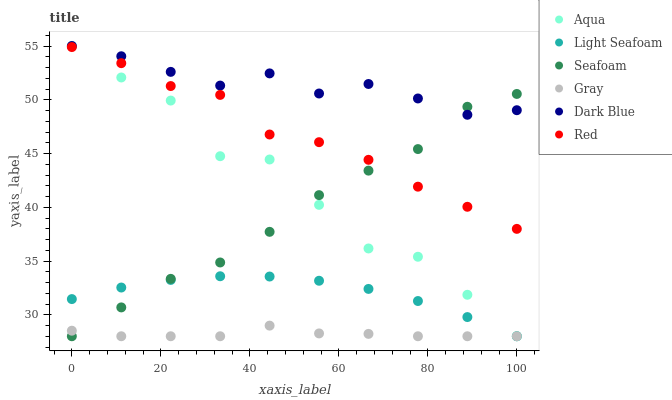 title
Aqua
Light Seafoam
Seafoam
Gray
Dark Blue
Red
yaxis_label
55
50
45
40
35
30
0 20 40 60 80 100
xaxis_label